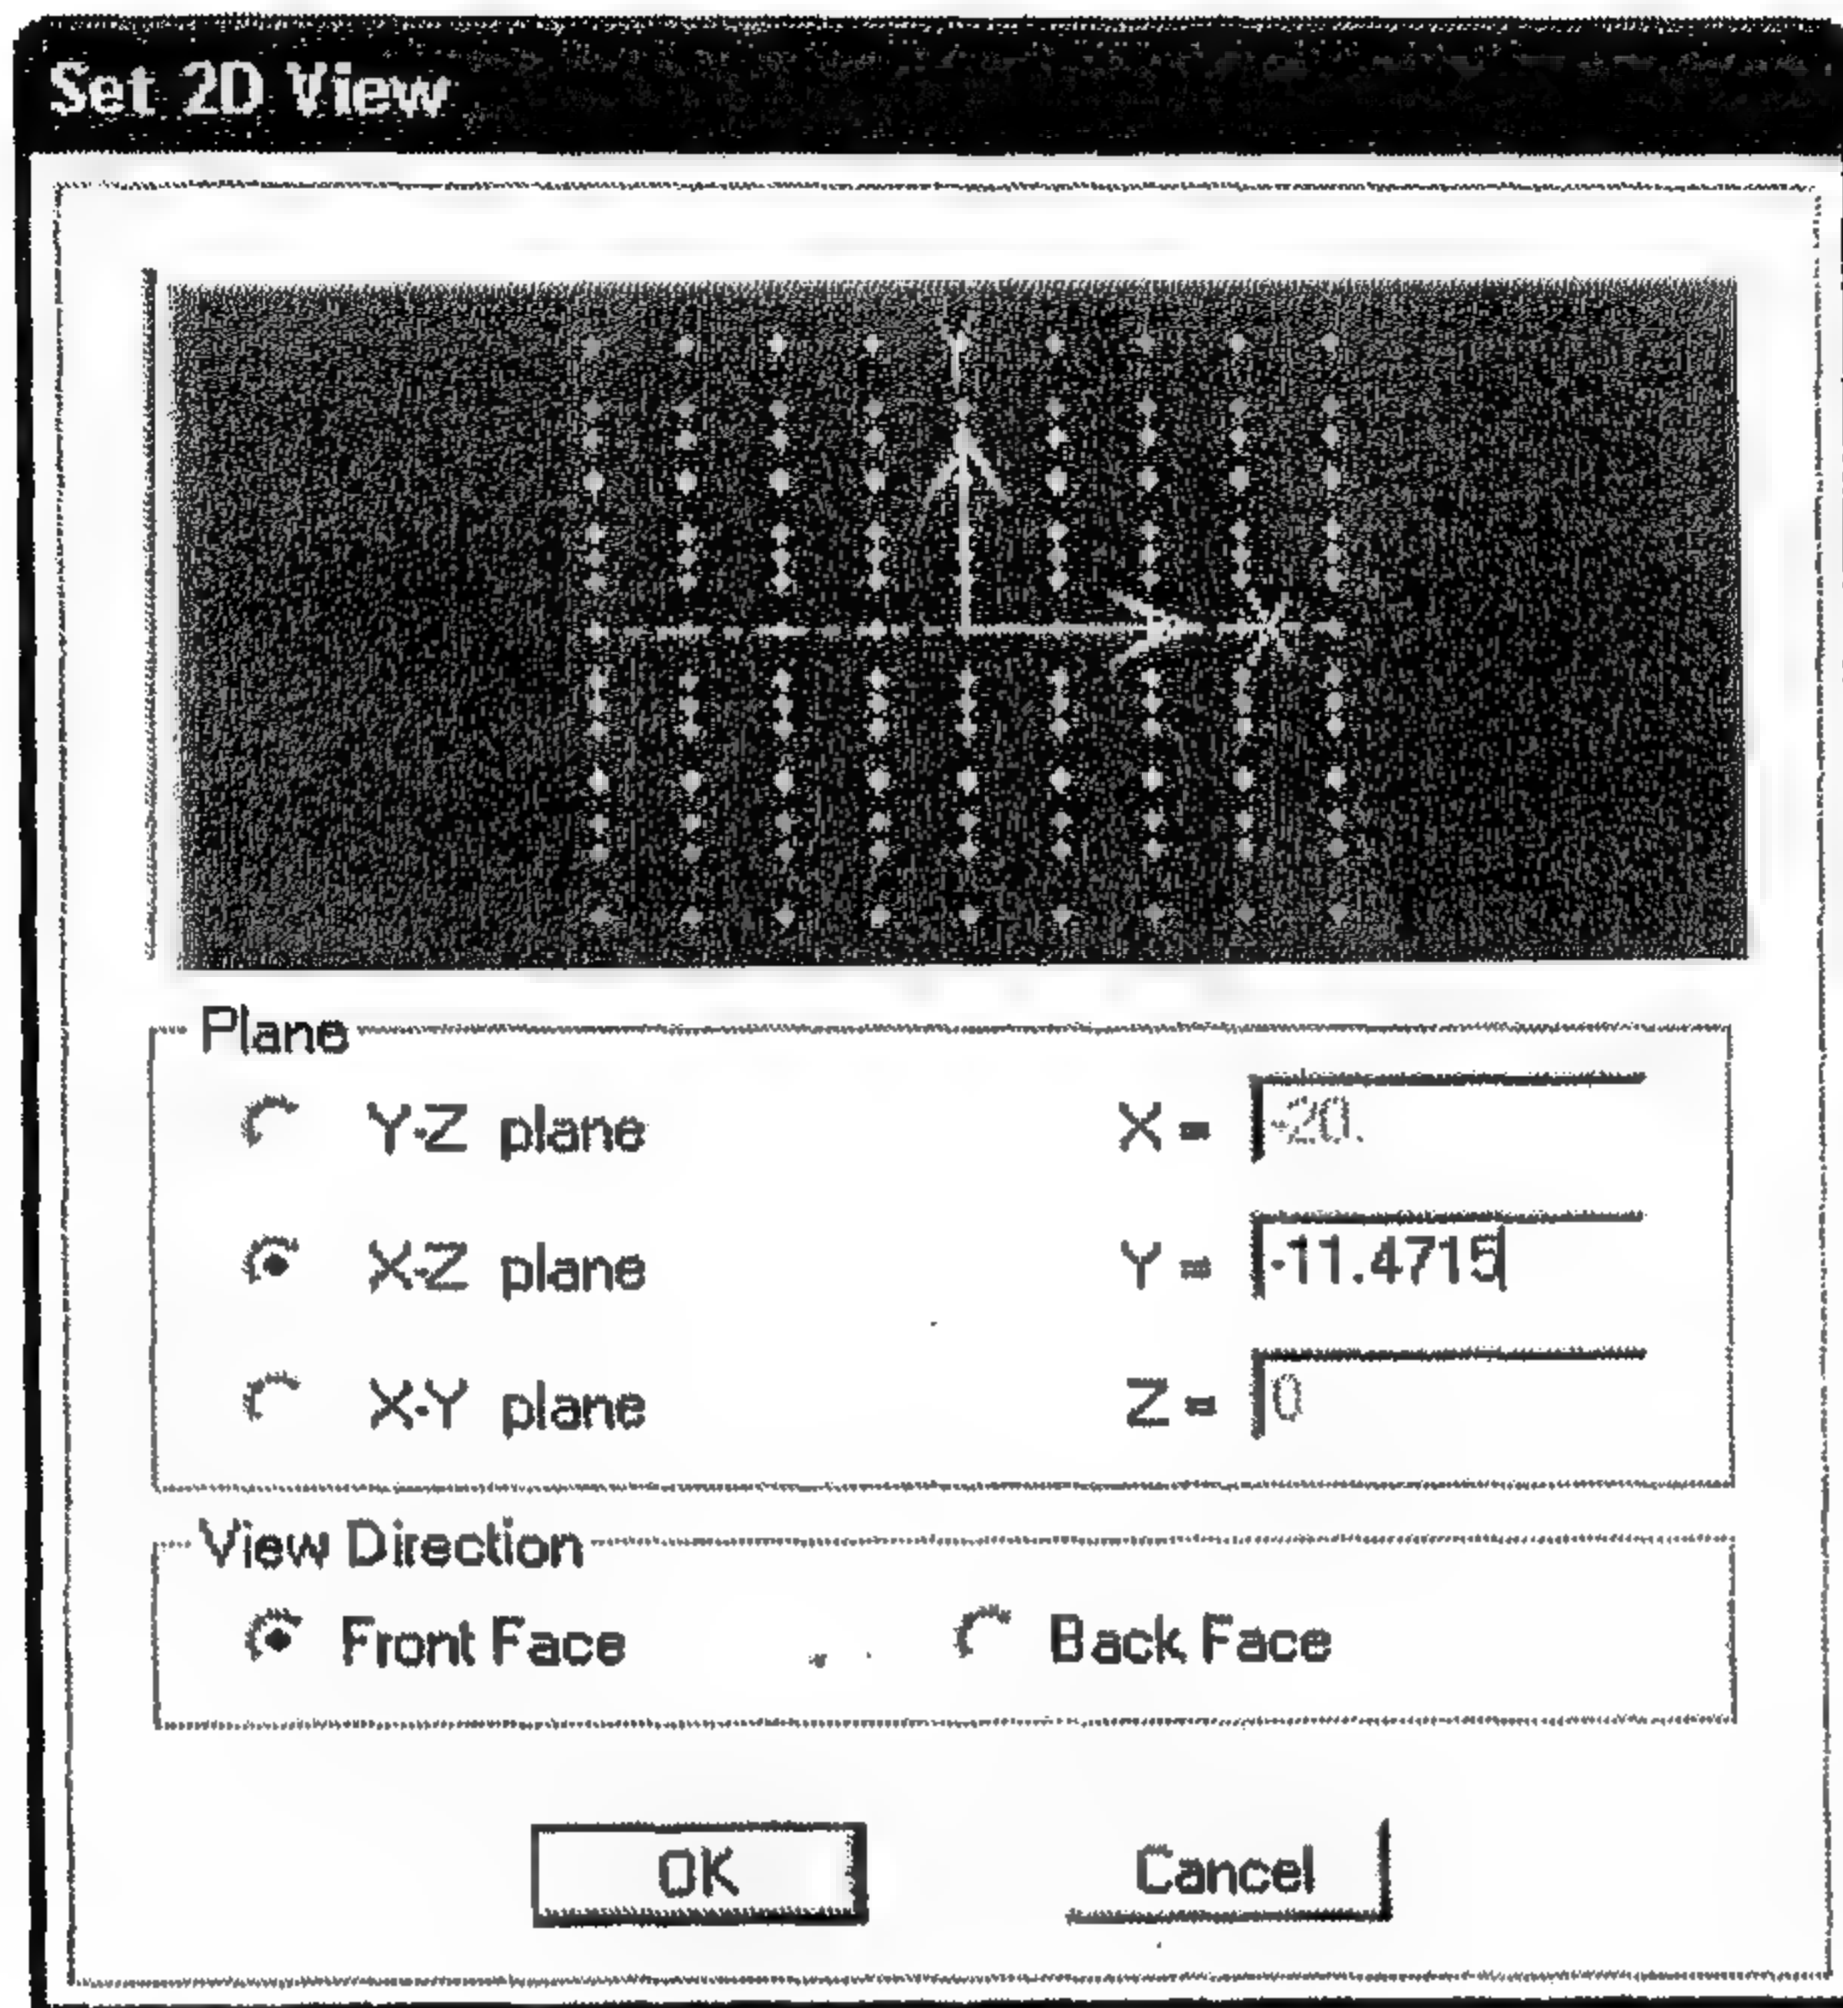 Set 2D View
Y
X
Plane
Y-Z plane X = -20.
X-Z plane Y = -11.4715
X-Y plane Z = 0
View Direction
Front Face Back Face
OK Cancel